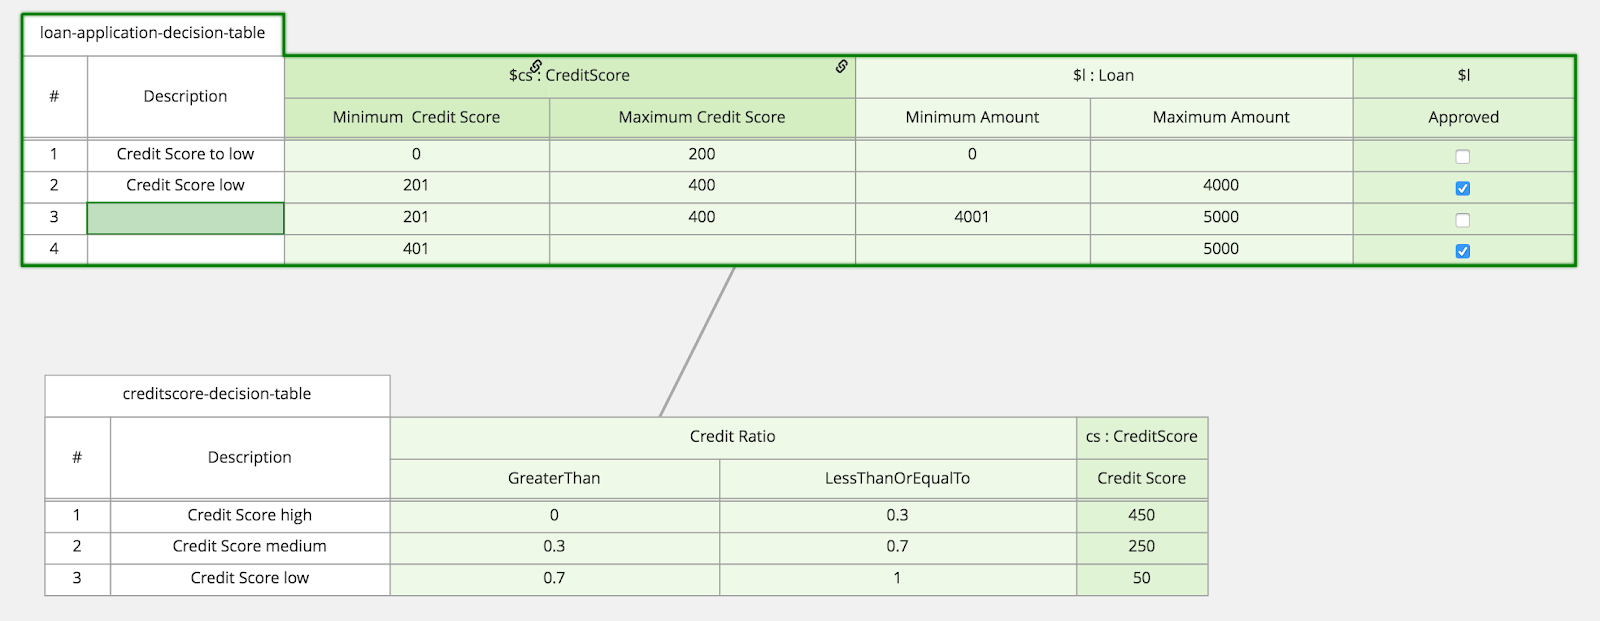 loan-application-decision-table
# Description $cs : CreditScore $l : Loan $l
Minimum Credit Score Maximum Credit Score Minimum Amount Maximum Amount Approved
1 Credit Score to low 0 200 0
2 Credit Score low 201 400 4000
3 201 400 4001 5000
4 401 5000
creditscore-decision-table
# Description Credit Ratio cs : CreditScore
GreaterThan LessThanOrEqualTo Credit Score
1 Credit Score high 0 0.3 450
2 Credit Score medium 0.3 0.7 250
3 Credit Score low 0.7 1 50